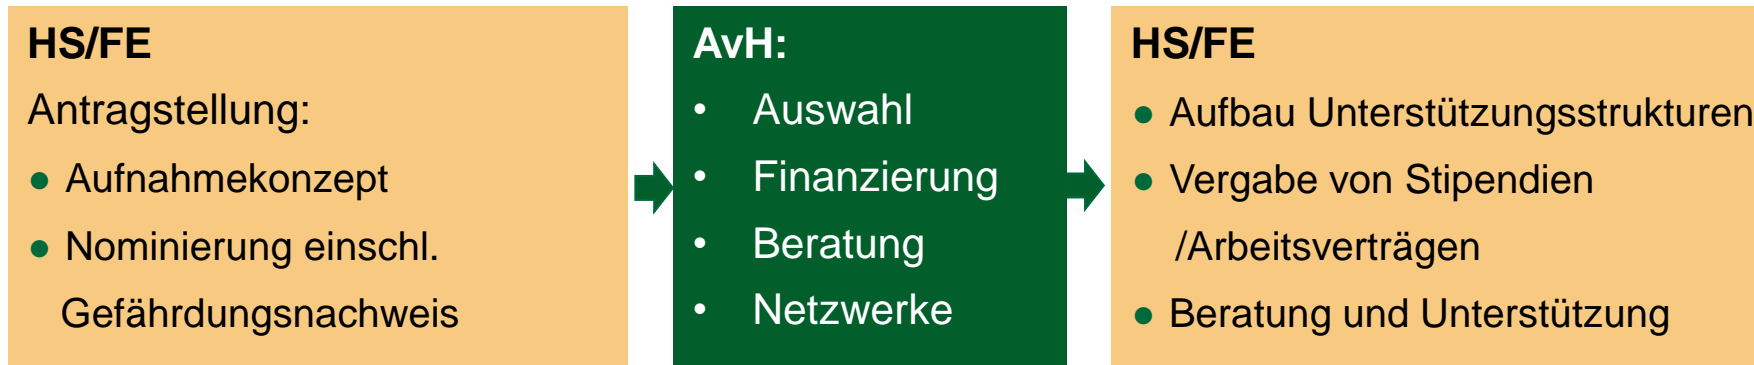 HS/FE
Antragstellung:
● Aufnahmekonzept
● Nominierung einschl.
Gefährdungsnachweis
AvH:
• Auswahl
• Finanzierung
• Beratung
• Netzwerke
HS/FE
● Aufbau Unterstützungsstrukturen
● Vergabe von Stipendien
/Arbeitsverträgen
● Beratung und Unterstützung